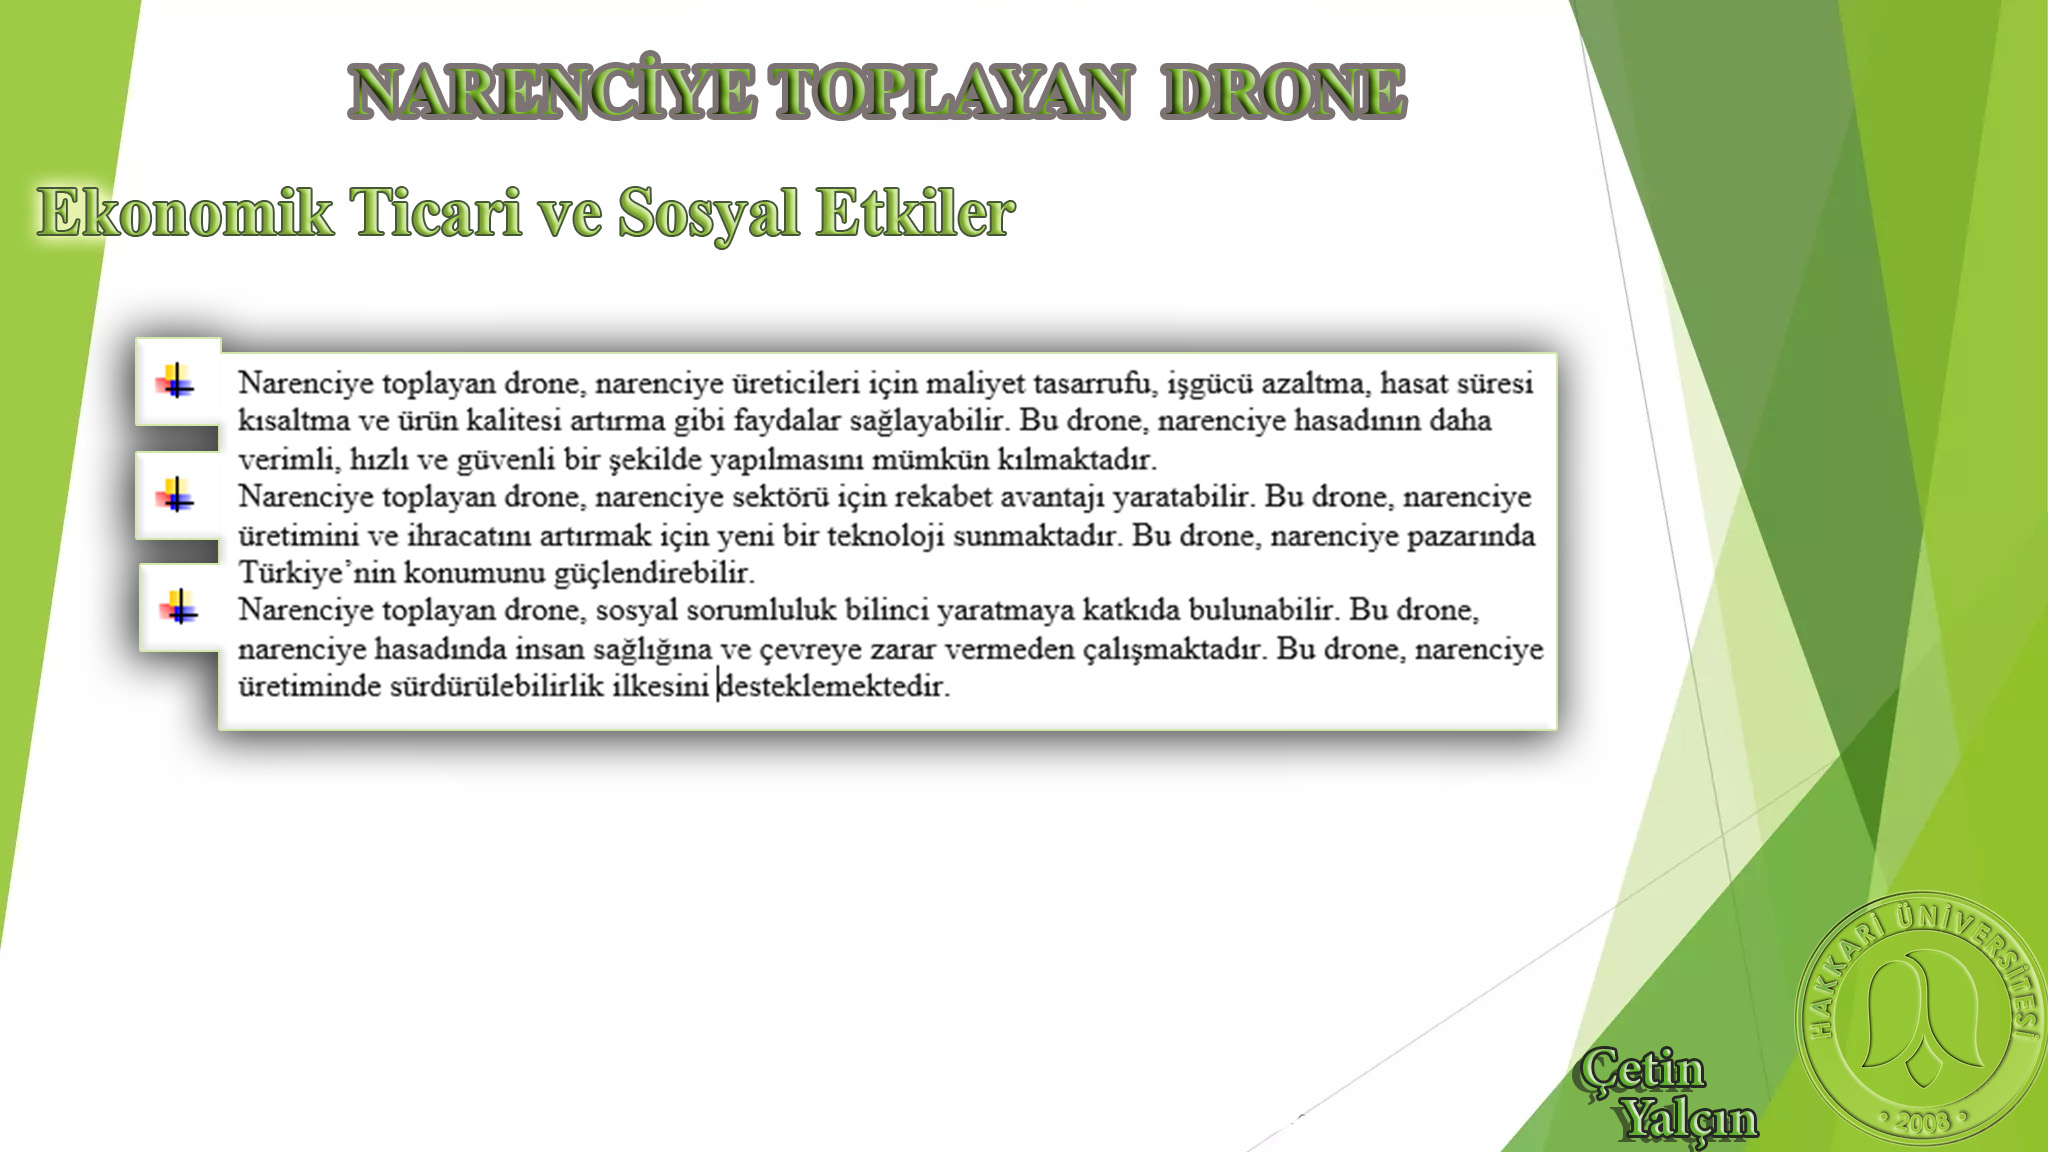 NARENCİYE TOPLAYAN DRONE
Ekonomik Ticari ve Sosyal Etkiler
Narenciye toplayan drone, narenciye üreticileri için maliyet tasarrufu, işgücü azaltma, hasat süresi
kısaltma ve ürün kalitesi artırma gibi faydalar sağlayabilir. Bu drone, narenciye hasadının daha
verimli, hızlı ve güvenli bir şekilde yapılmasını mümkün kılmaktadır.
Narenciye toplayan drone, narenciye sektörü için rekabet avantajı yaratabilir. Bu drone, narenciye
üretimini ve ihracatını artırmak için yeni bir teknoloji sunmaktadır. Bu drone, narenciye pazarında
Türkiye’nin konumunu güçlendirebilir.
Narenciye toplayan drone, sosyal sorumluluk bilinci yaratmaya katkıda bulunabilir. Bu drone,
narenciye hasadında insan sağlığına ve çevreye zarar vermeden çalışmaktadır. Bu drone, narenciye
üretiminde sürdürülebilirlik ilkesini desteklemektedir.
HAKKARİ ÜNİVERSİTESİ
• 2008 •
Çetin
Yalçın